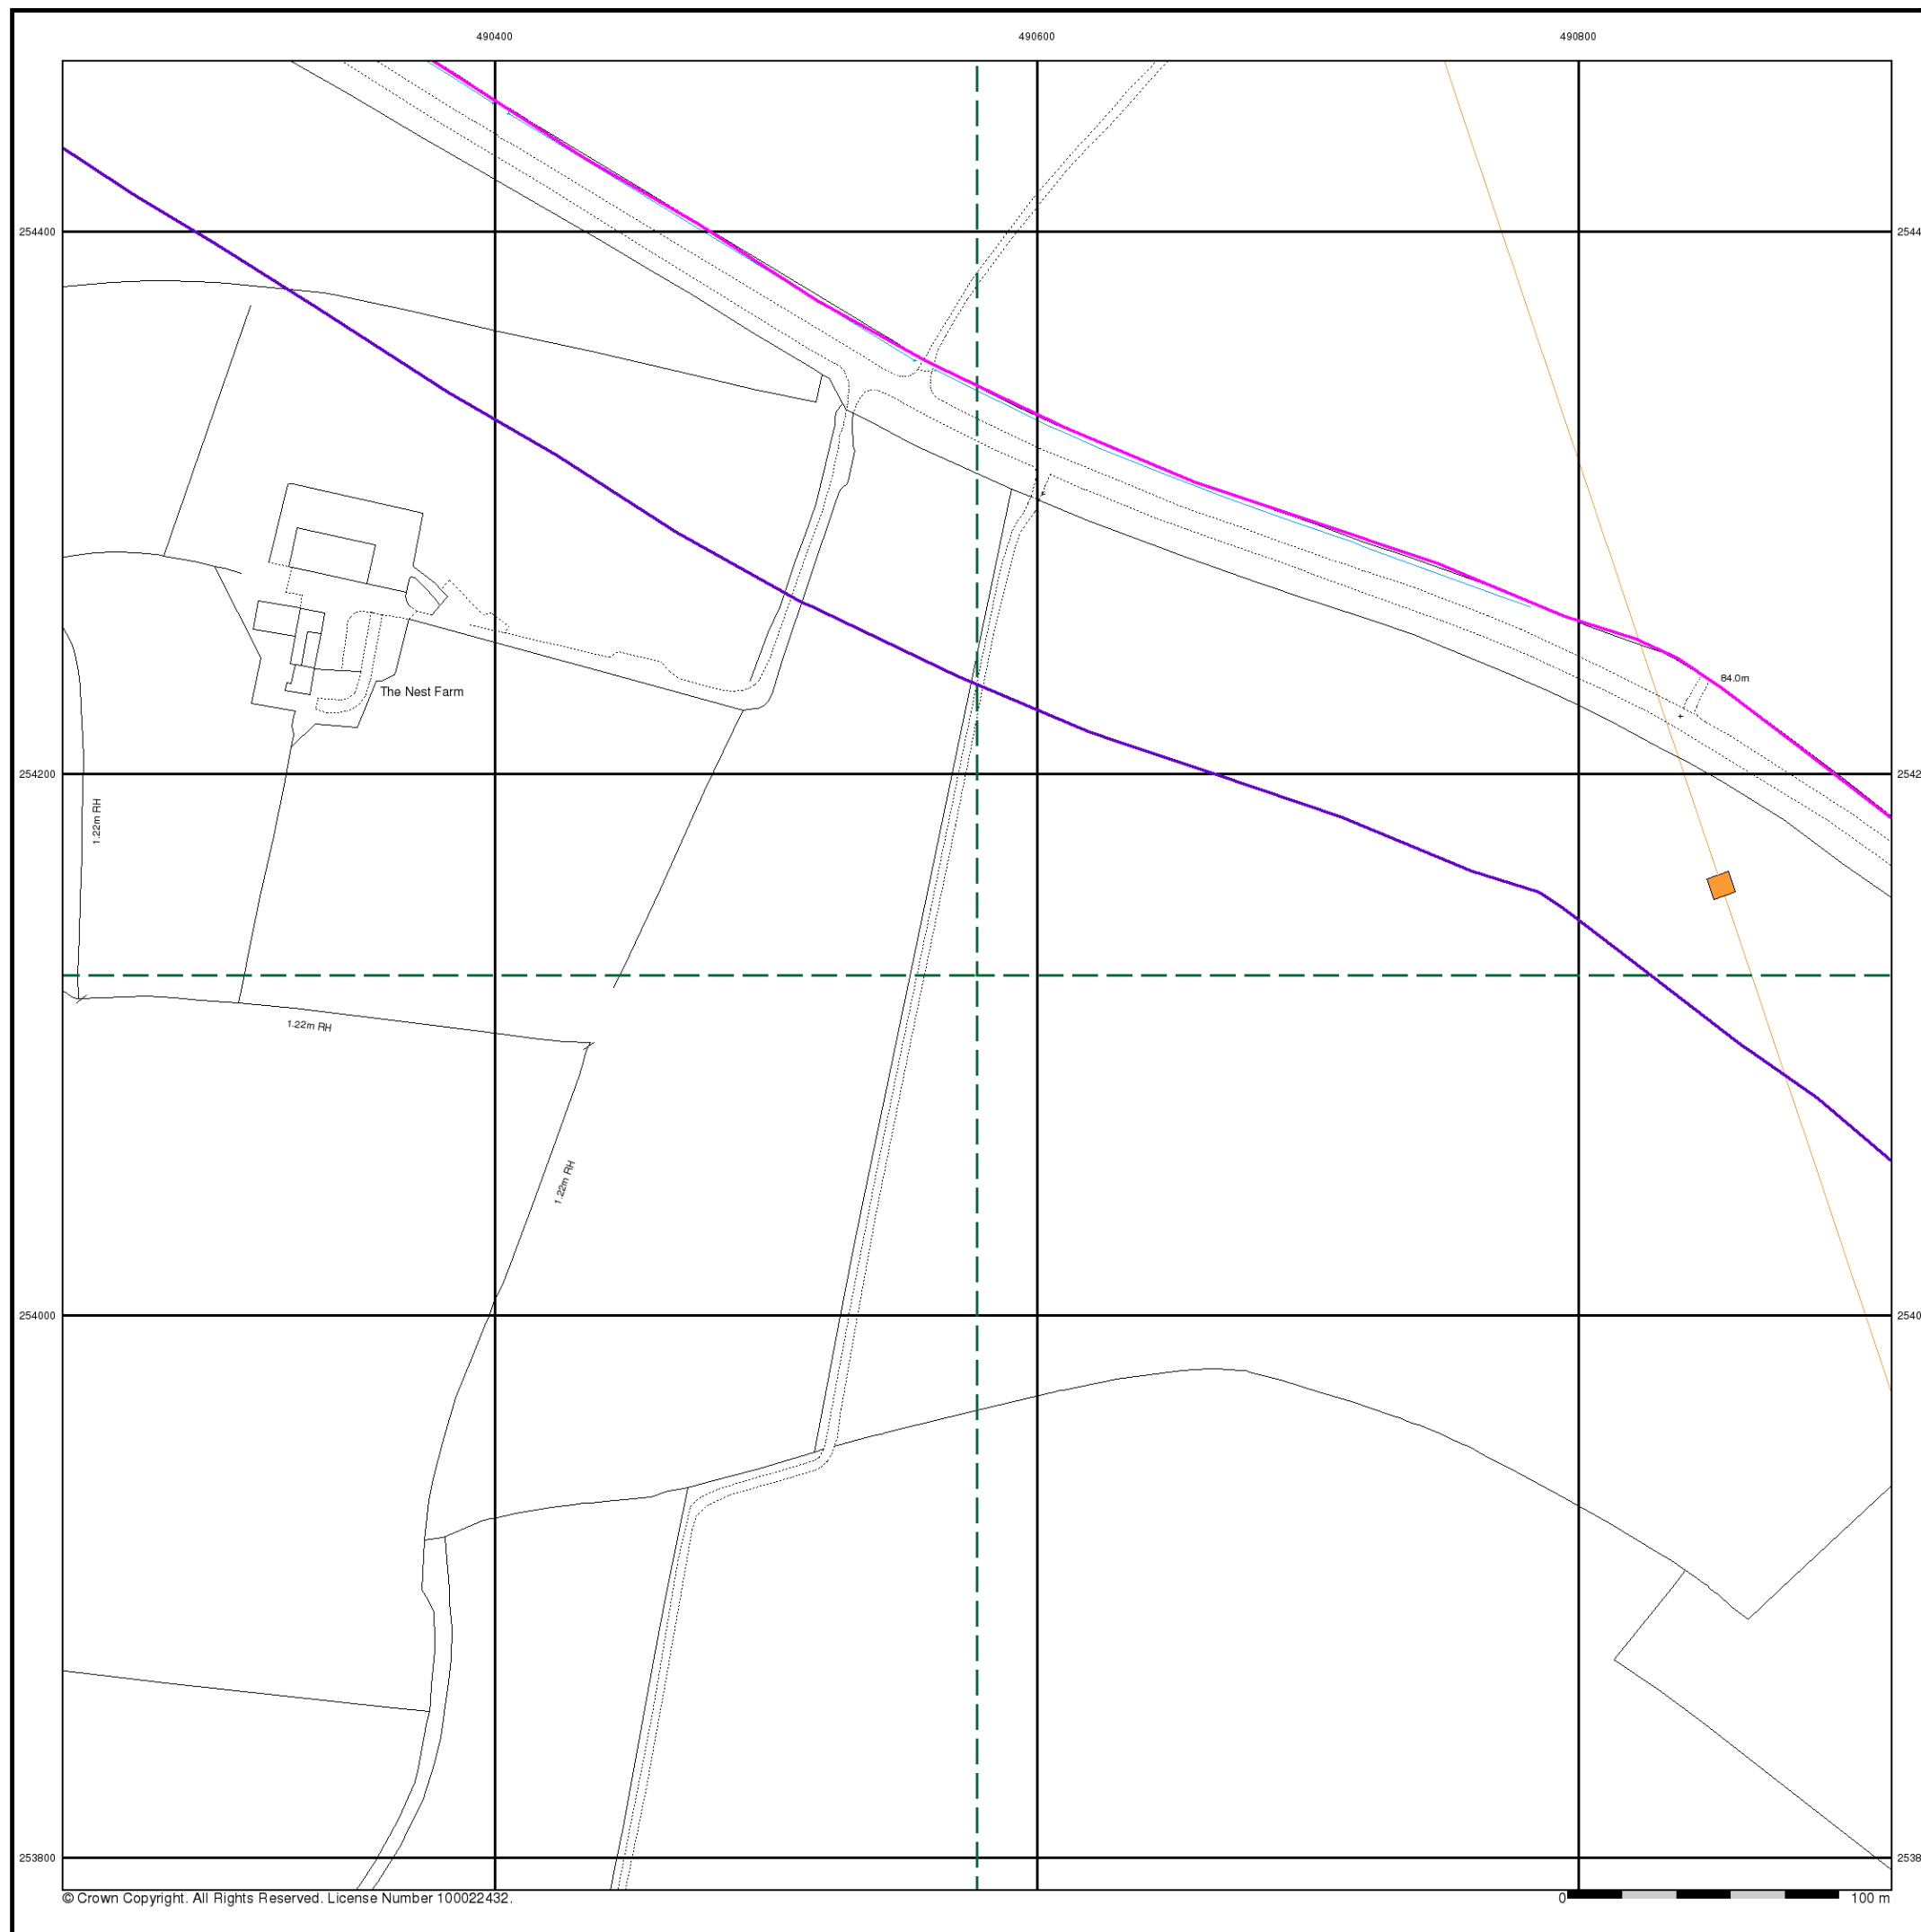 490400 490600 490800
254400 2544
84.0m
The Nest Farm
254200 2542
1.22m RH
1.22m RH
1.22m RH
254000 2540
253800 2538
© Crown Copyright. All Rights Reserved. License Number 100022432.
0 100 m